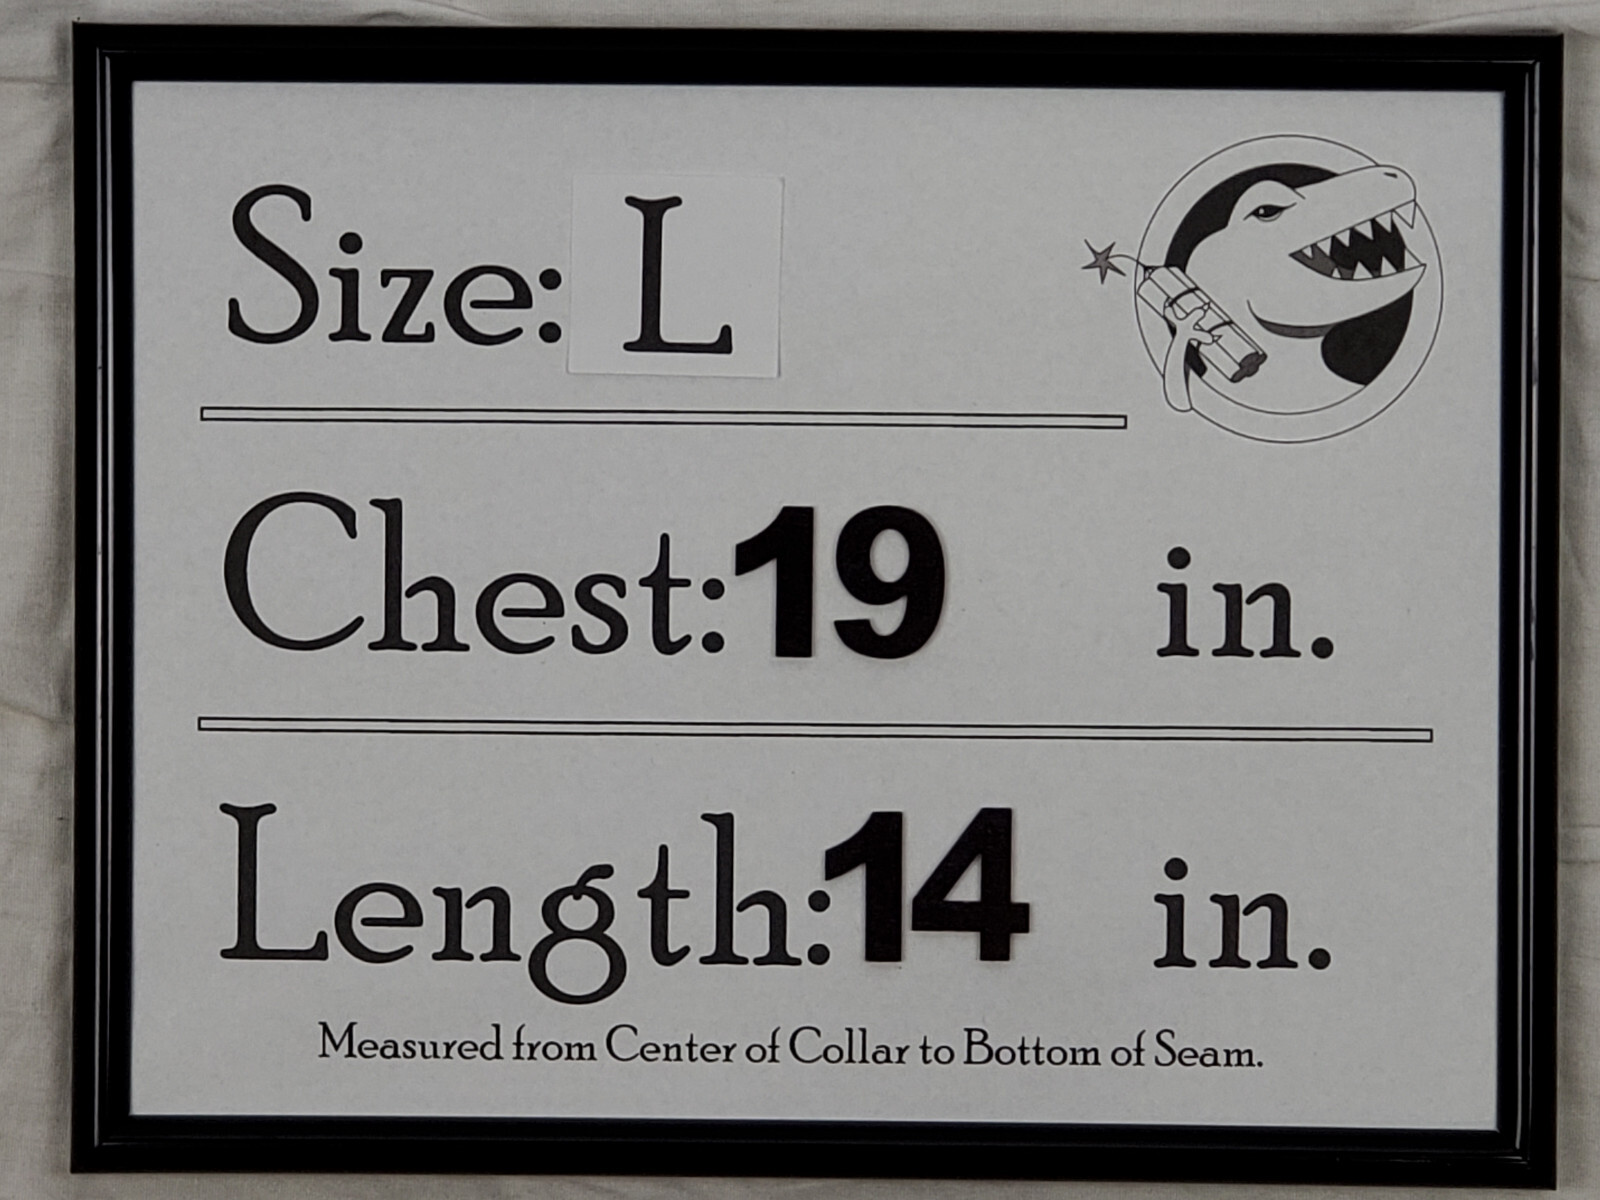 Size: L
Chest:19 in.
Length:14 in.
Measured from Center of Collar to Bottom of Seam.